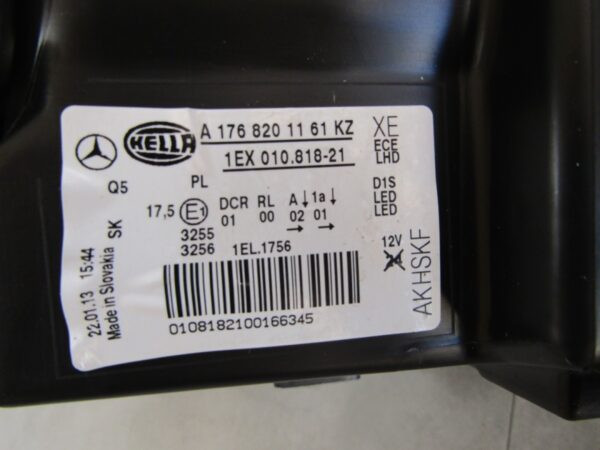 HELLA
A 176 820 11 61 KZ
1EX 010.818-21
XE
ECE
LHD
Q5
PL
D1S
LED
LED
17,5 E1 DCR RL A↓ 1a↓
01 00 02 01
→ →
3255
3256 1EL.1756
12V
AKHSKF
SK
22.01.13 15:44
Made in Slovakia
0108182100166345